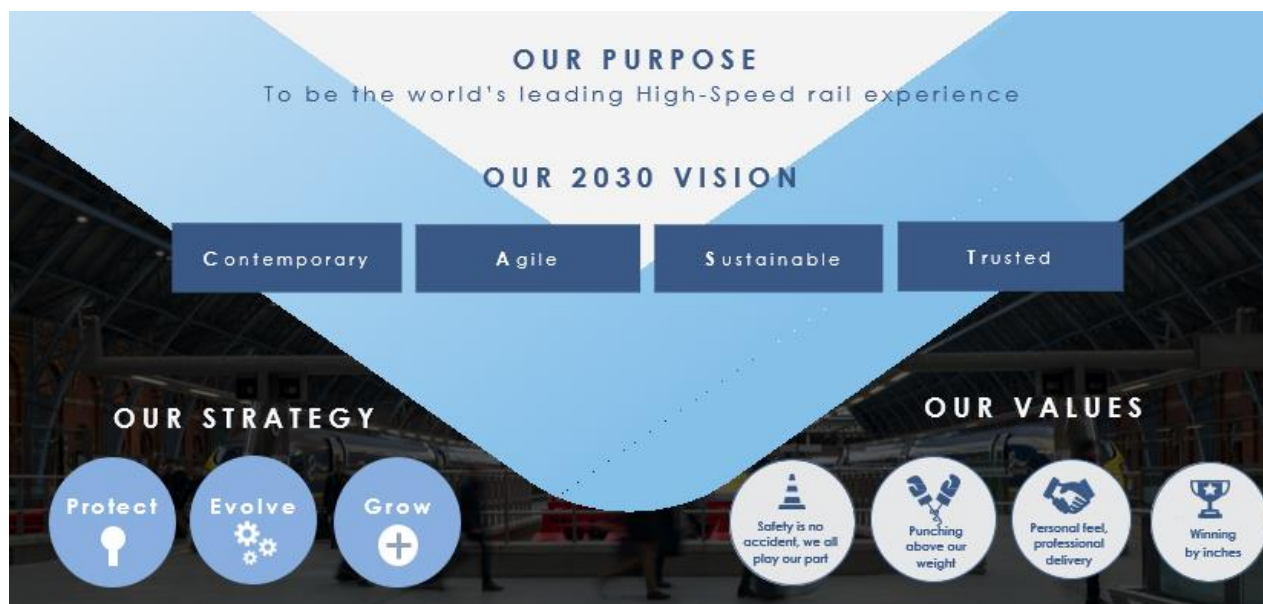 OUR PURPOSE
To be the world's leading High-Speed rail experience
OUR 2030 VISION
Contemporary
Agile
Sustainable
Trusted
OUR STRATEGY
Protect
Evolve
Grow
OUR VALUES
Safety is no
accident, we all
play our part
Punching
above our
weight
Personal feel,
professional
delivery
Winning
by inches